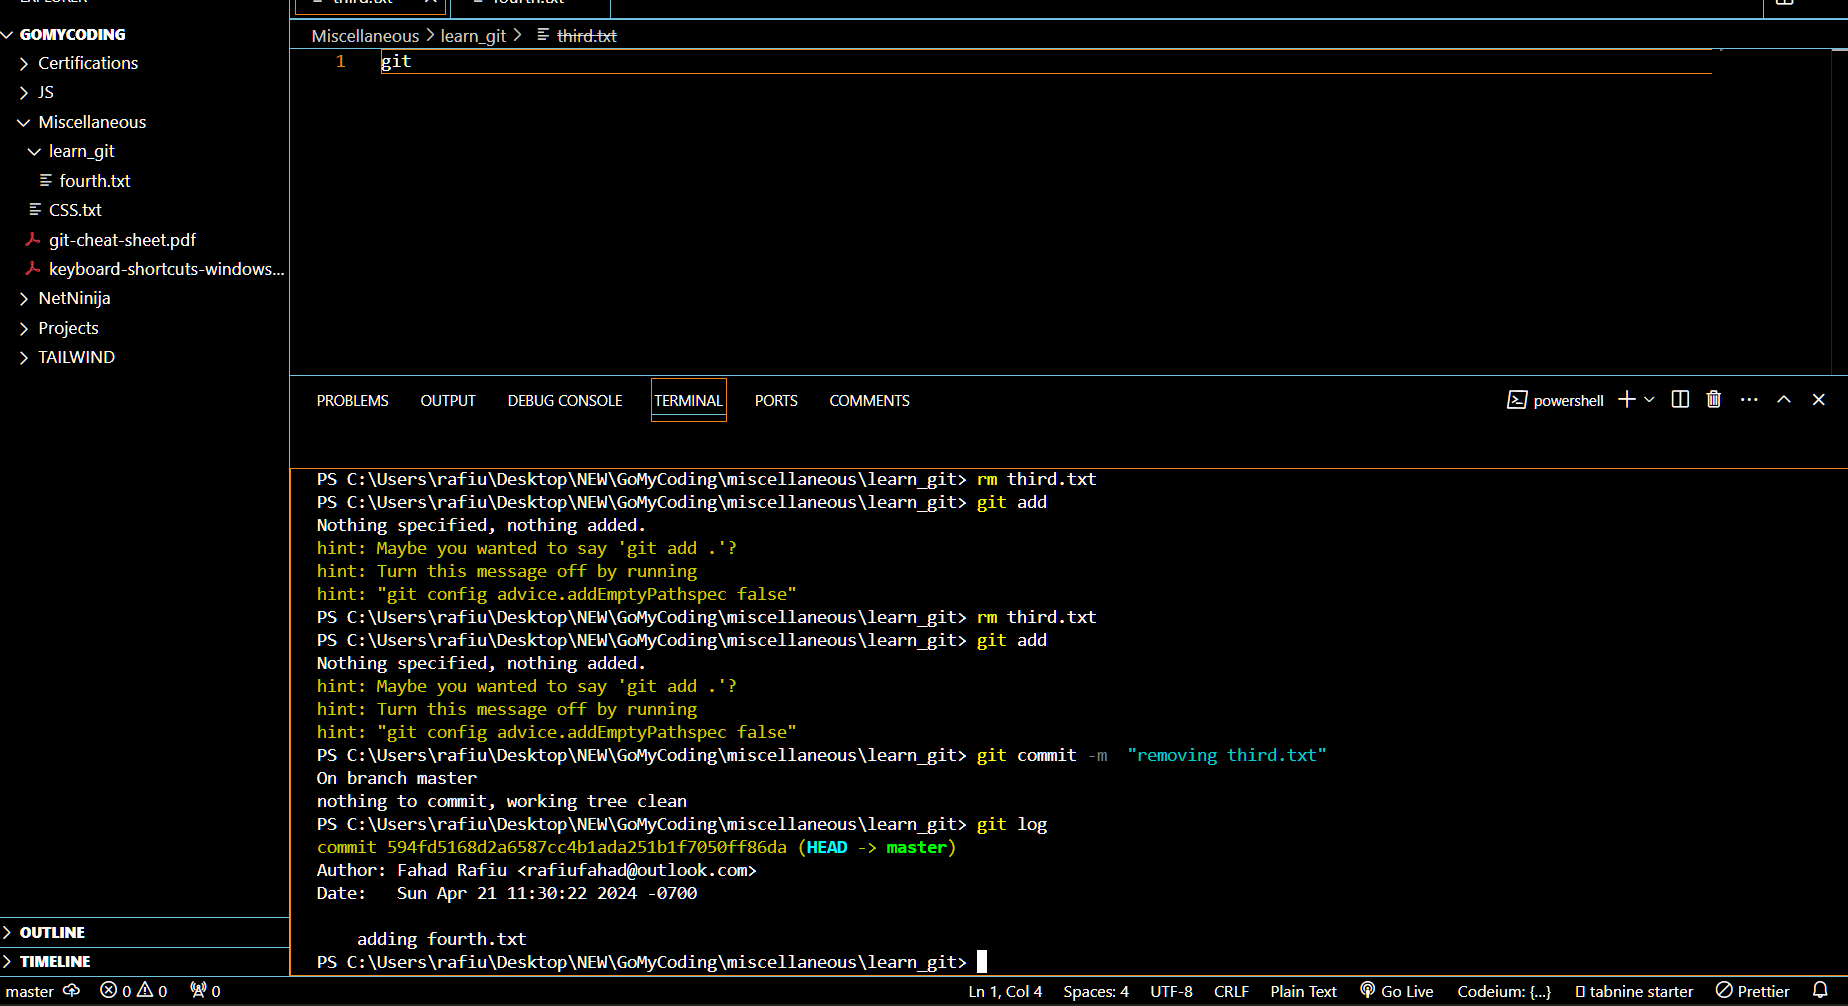 EXPLORER
third.txt
fourth.txt
GOMYCODING
Miscellaneous > learn_git > third.txt
1 git
Certifications
JS
Miscellaneous
learn_git
fourth.txt
CSS.txt
git-cheat-sheet.pdf
keyboard-shortcuts-windows...
NetNinija
Projects
TAILWIND
PROBLEMS OUTPUT DEBUG CONSOLE TERMINAL PORTS COMMENTS powershell
PS C:\Users\rafiu\Desktop\NEW\GoMyCoding\miscellaneous\learn_git> rm third.txt
PS C:\Users\rafiu\Desktop\NEW\GoMyCoding\miscellaneous\learn_git> git add
Nothing specified, nothing added.
hint: Maybe you wanted to say 'git add .'?
hint: Turn this message off by running
hint: "git config advice.addEmptyPathspec false"
PS C:\Users\rafiu\Desktop\NEW\GoMyCoding\miscellaneous\learn_git> rm third.txt
PS C:\Users\rafiu\Desktop\NEW\GoMyCoding\miscellaneous\learn_git> git add
Nothing specified, nothing added.
hint: Maybe you wanted to say 'git add .'?
hint: Turn this message off by running
hint: "git config advice.addEmptyPathspec false"
PS C:\Users\rafiu\Desktop\NEW\GoMyCoding\miscellaneous\learn_git> git commit -m  "removing third.txt"
On branch master
nothing to commit, working tree clean
PS C:\Users\rafiu\Desktop\NEW\GoMyCoding\miscellaneous\learn_git> git log
commit 594fd5168d2a6587cc4b1ada251b1f7050ff86da (HEAD -> master)
Author: Fahad Rafiu <rafiufahad@outlook.com>
Date:   Sun Apr 21 11:30:22 2024 -0700
adding fourth.txt
PS C:\Users\rafiu\Desktop\NEW\GoMyCoding\miscellaneous\learn_git>
OUTLINE
TIMELINE
master 0 0 0 Ln 1, Col 4 Spaces: 4 UTF-8 CRLF Plain Text Go Live Codeium: {...} tabnine starter Prettier